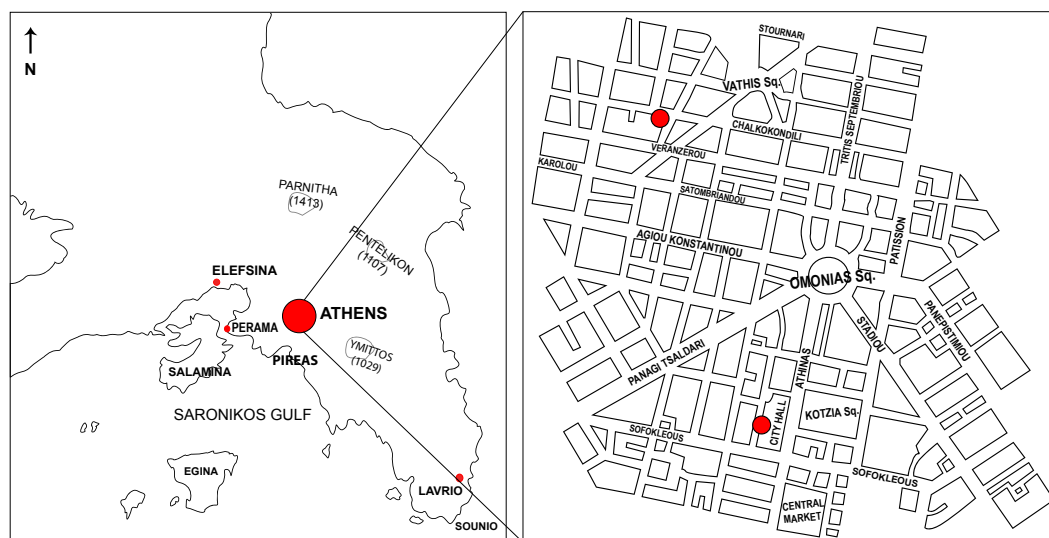 N
PARNITHA
(1413)
PENTELIKON
(1107)
ELEFSINA
ATHENS
PERAMA
YMITTOS
(1029)
PIREAS
SALAMINA
SARONIKOS GULF
EGINA
LAVRIO
SOUNIO
STOURNARI
VATHIS Sq.
TRITIS SEPTEMVRIOU
CHALKOKONDILI
VERANZEROU
KAROLOU
SATOMBRIANDOU
PATISSION
AGIOU KONSTANTINOU
OMONIAS Sq.
PANEPISTIMIOU
STADIOU
PANAGI TSALDARI
ATHINAS
CITY HALL
KOTZIA Sq.
SOFOKLEOUS
SOFOKLEOUS
CENTRAL
MARKET